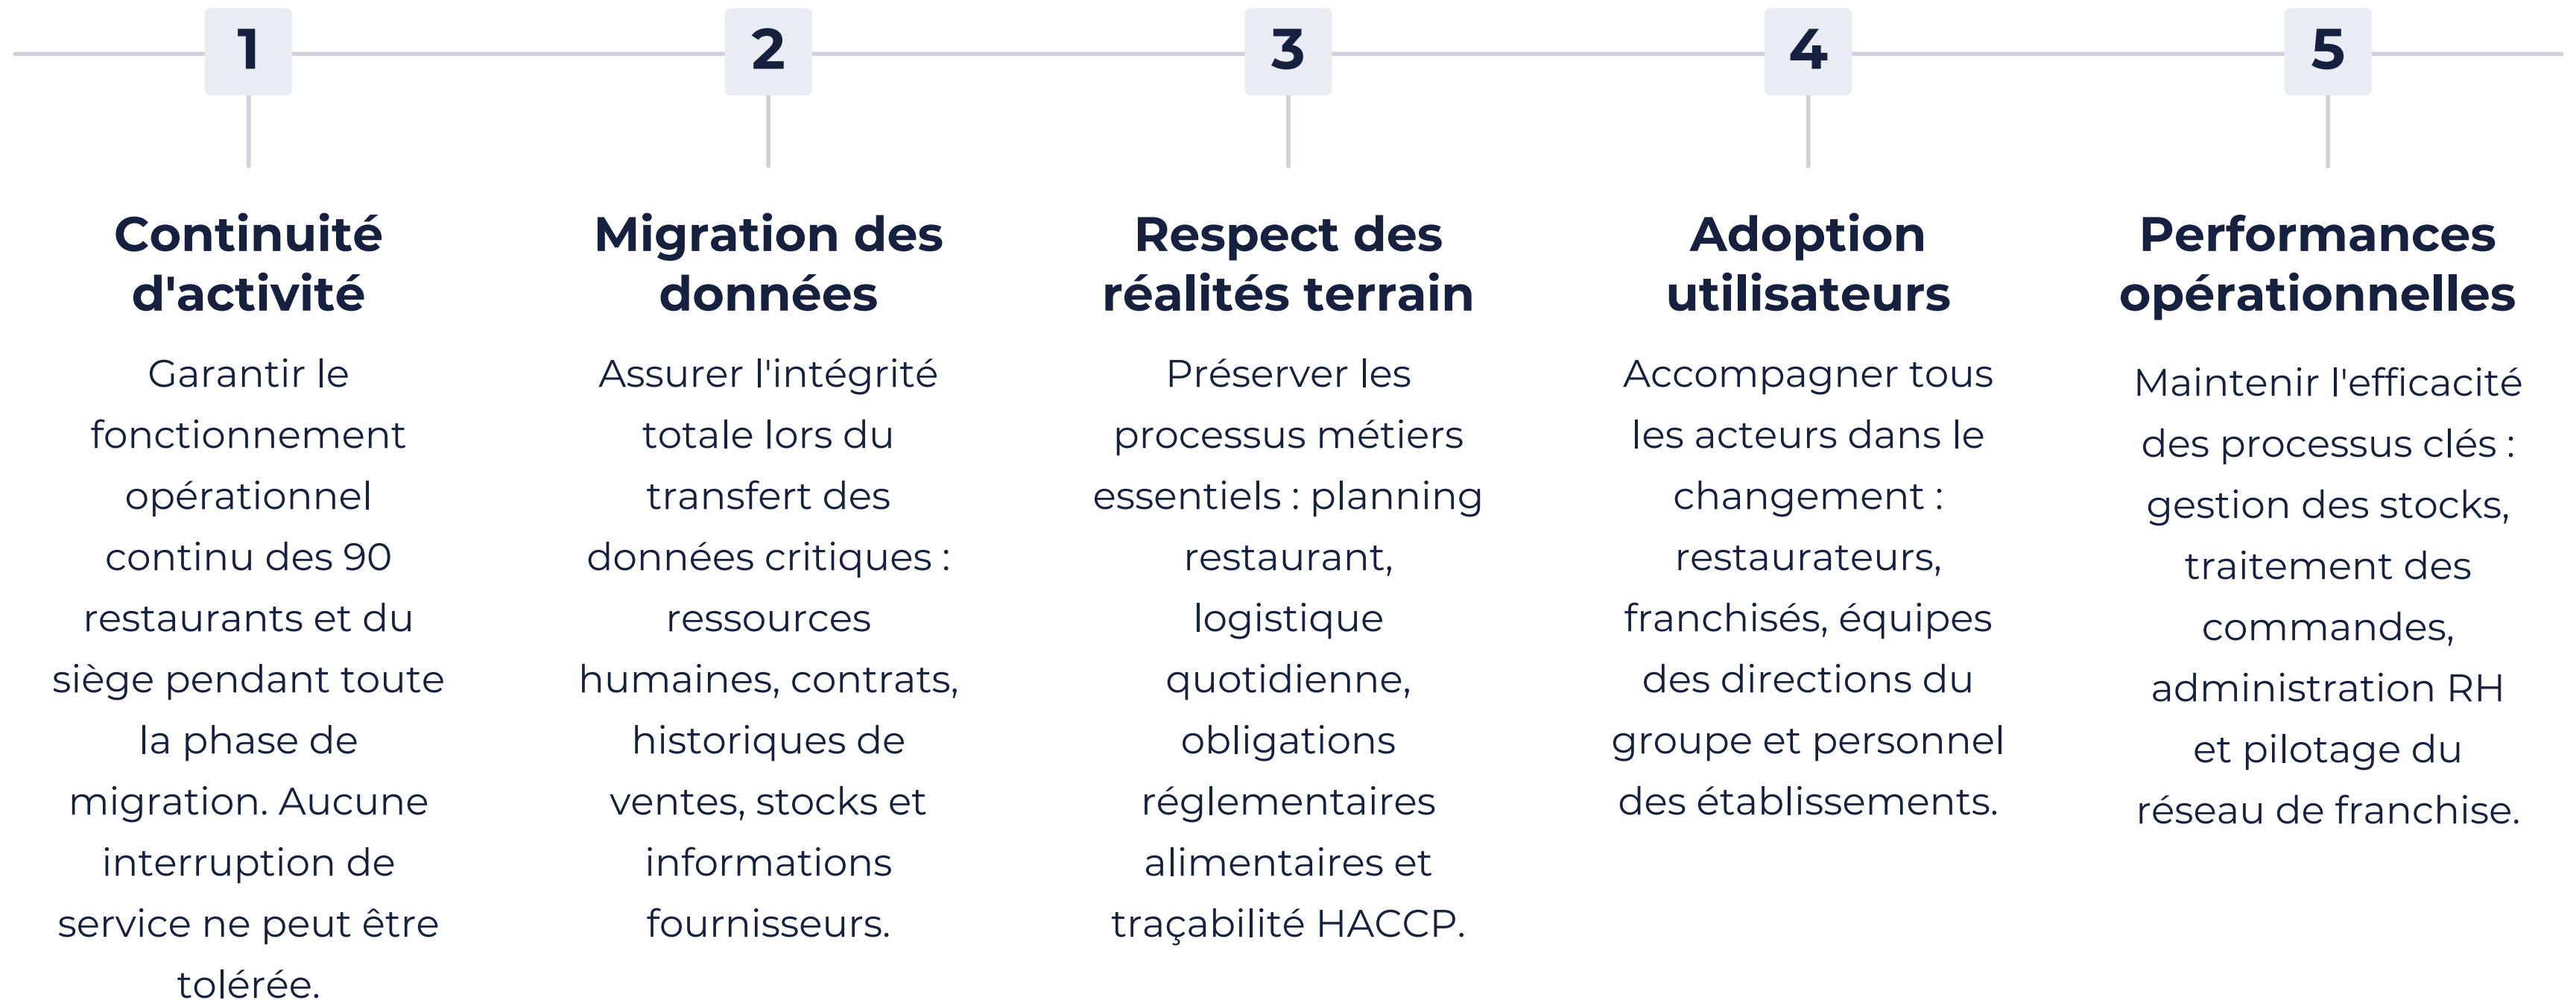 1
Continuité
d'activité
Garantir le
fonctionnement
opérationnel
continu des 90
restaurants et du
siège pendant toute
la phase de
migration. Aucune
interruption de
service ne peut être
tolérée.
2
Migration des
données
Assurer l'intégrité
totale lors du
transfert des
données critiques :
ressources
humaines, contrats,
historiques de
ventes, stocks et
informations
fournisseurs.
3
Respect des
réalités terrain
Préserver les
processus métiers
essentiels : planning
restaurant,
logistique
quotidienne,
obligations
réglementaires
alimentaires et
traçabilité HACCP.
4
Adoption
utilisateurs
Accompagner tous
les acteurs dans le
changement :
restaurateurs,
franchisés, équipes
des directions du
groupe et personnel
des établissements.
5
Performances
opérationnelles
Maintenir l'efficacité
des processus clés :
gestion des stocks,
traitement des
commandes,
administration RH
et pilotage du
réseau de franchise.